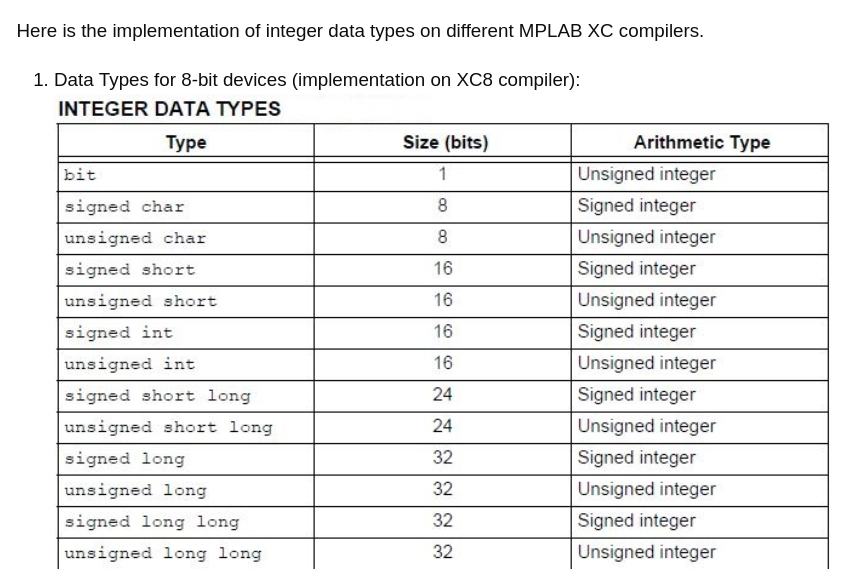 Here is the implementation of integer data types on different MPLAB XC compilers.
1. Data Types for 8-bit devices (implementation on XC8 compiler):
INTEGER DATA TYPES
Type Size (bits) Arithmetic Type
bit 1 Unsigned integer
signed char 8 Signed integer
unsigned char 8 Unsigned integer
signed short 16 Signed integer
unsigned short 16 Unsigned integer
signed int 16 Signed integer
unsigned int 16 Unsigned integer
signed short long 24 Signed integer
unsigned short long 24 Unsigned integer
signed long 32 Signed integer
unsigned long 32 Unsigned integer
signed long long 32 Signed integer
unsigned long long 32 Unsigned integer